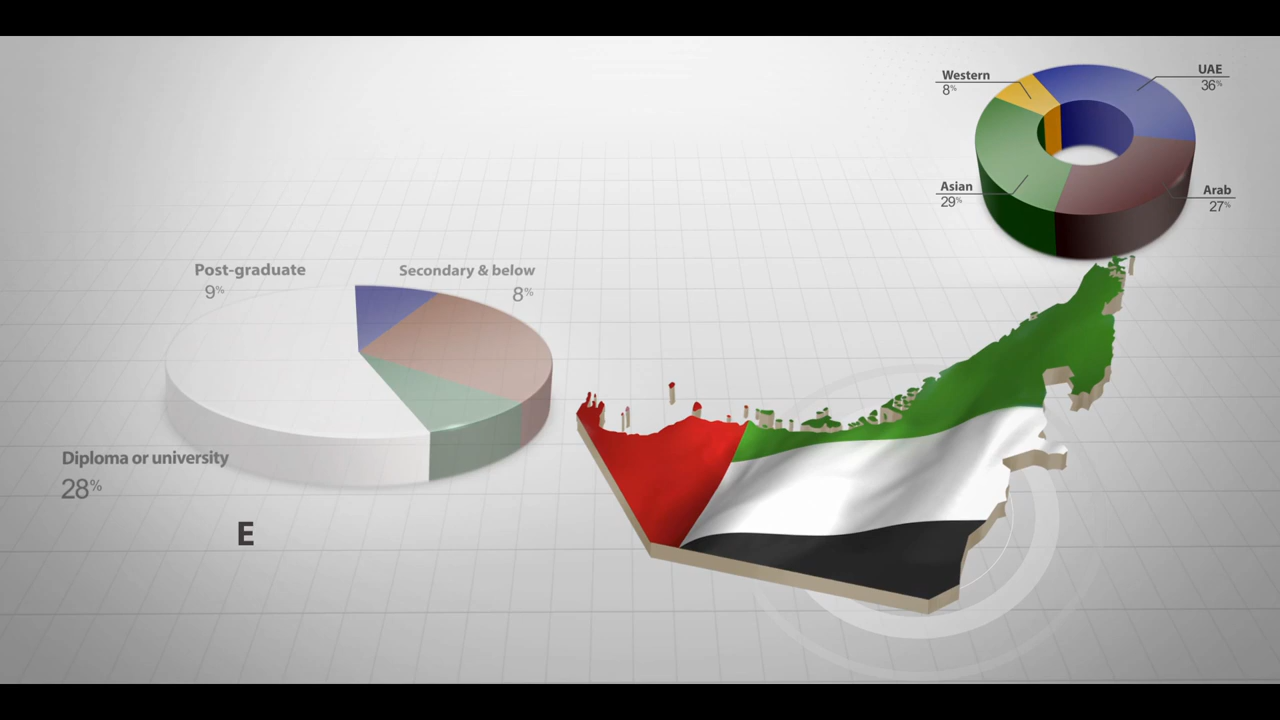 Western
8%
UAE
36%
Asian
29%
Arab
27%
Post-graduate
9%
Secondary & below
8%
Diploma or university
28%
E